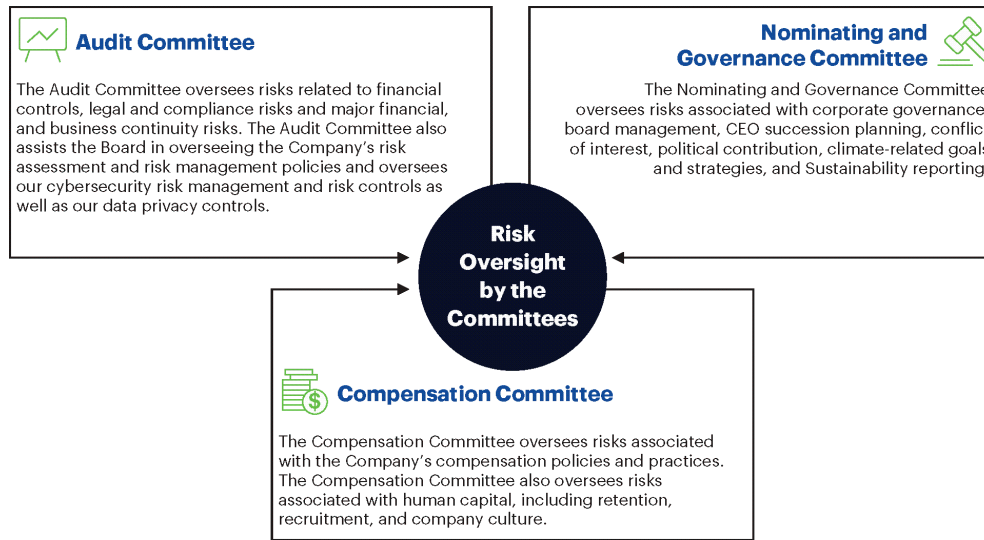 Audit Committee
The Audit Committee oversees risks related to financial
controls, legal and compliance risks and major financial,
and business continuity risks. The Audit Committee also
assists the Board in overseeing the Company's risk
assessment and risk management policies and oversees
our cybersecurity risk management and risk controls as
well as our data privacy controls.
Nominating and
Governance Committee
The Nominating and Governance Committe
oversees risks associated with corporate governance
board management, CEO succession planning, conflic
of interest, political contribution, climate-related goals
and strategies, and Sustainability reporting
Risk
Oversight
by the
Committees
$
Compensation Committee
The Compensation Committee oversees risks associated
with the Company's compensation policies and practices.
The Compensation Committee also oversees risks
associated with human capital, including retention,
recruitment, and company culture.